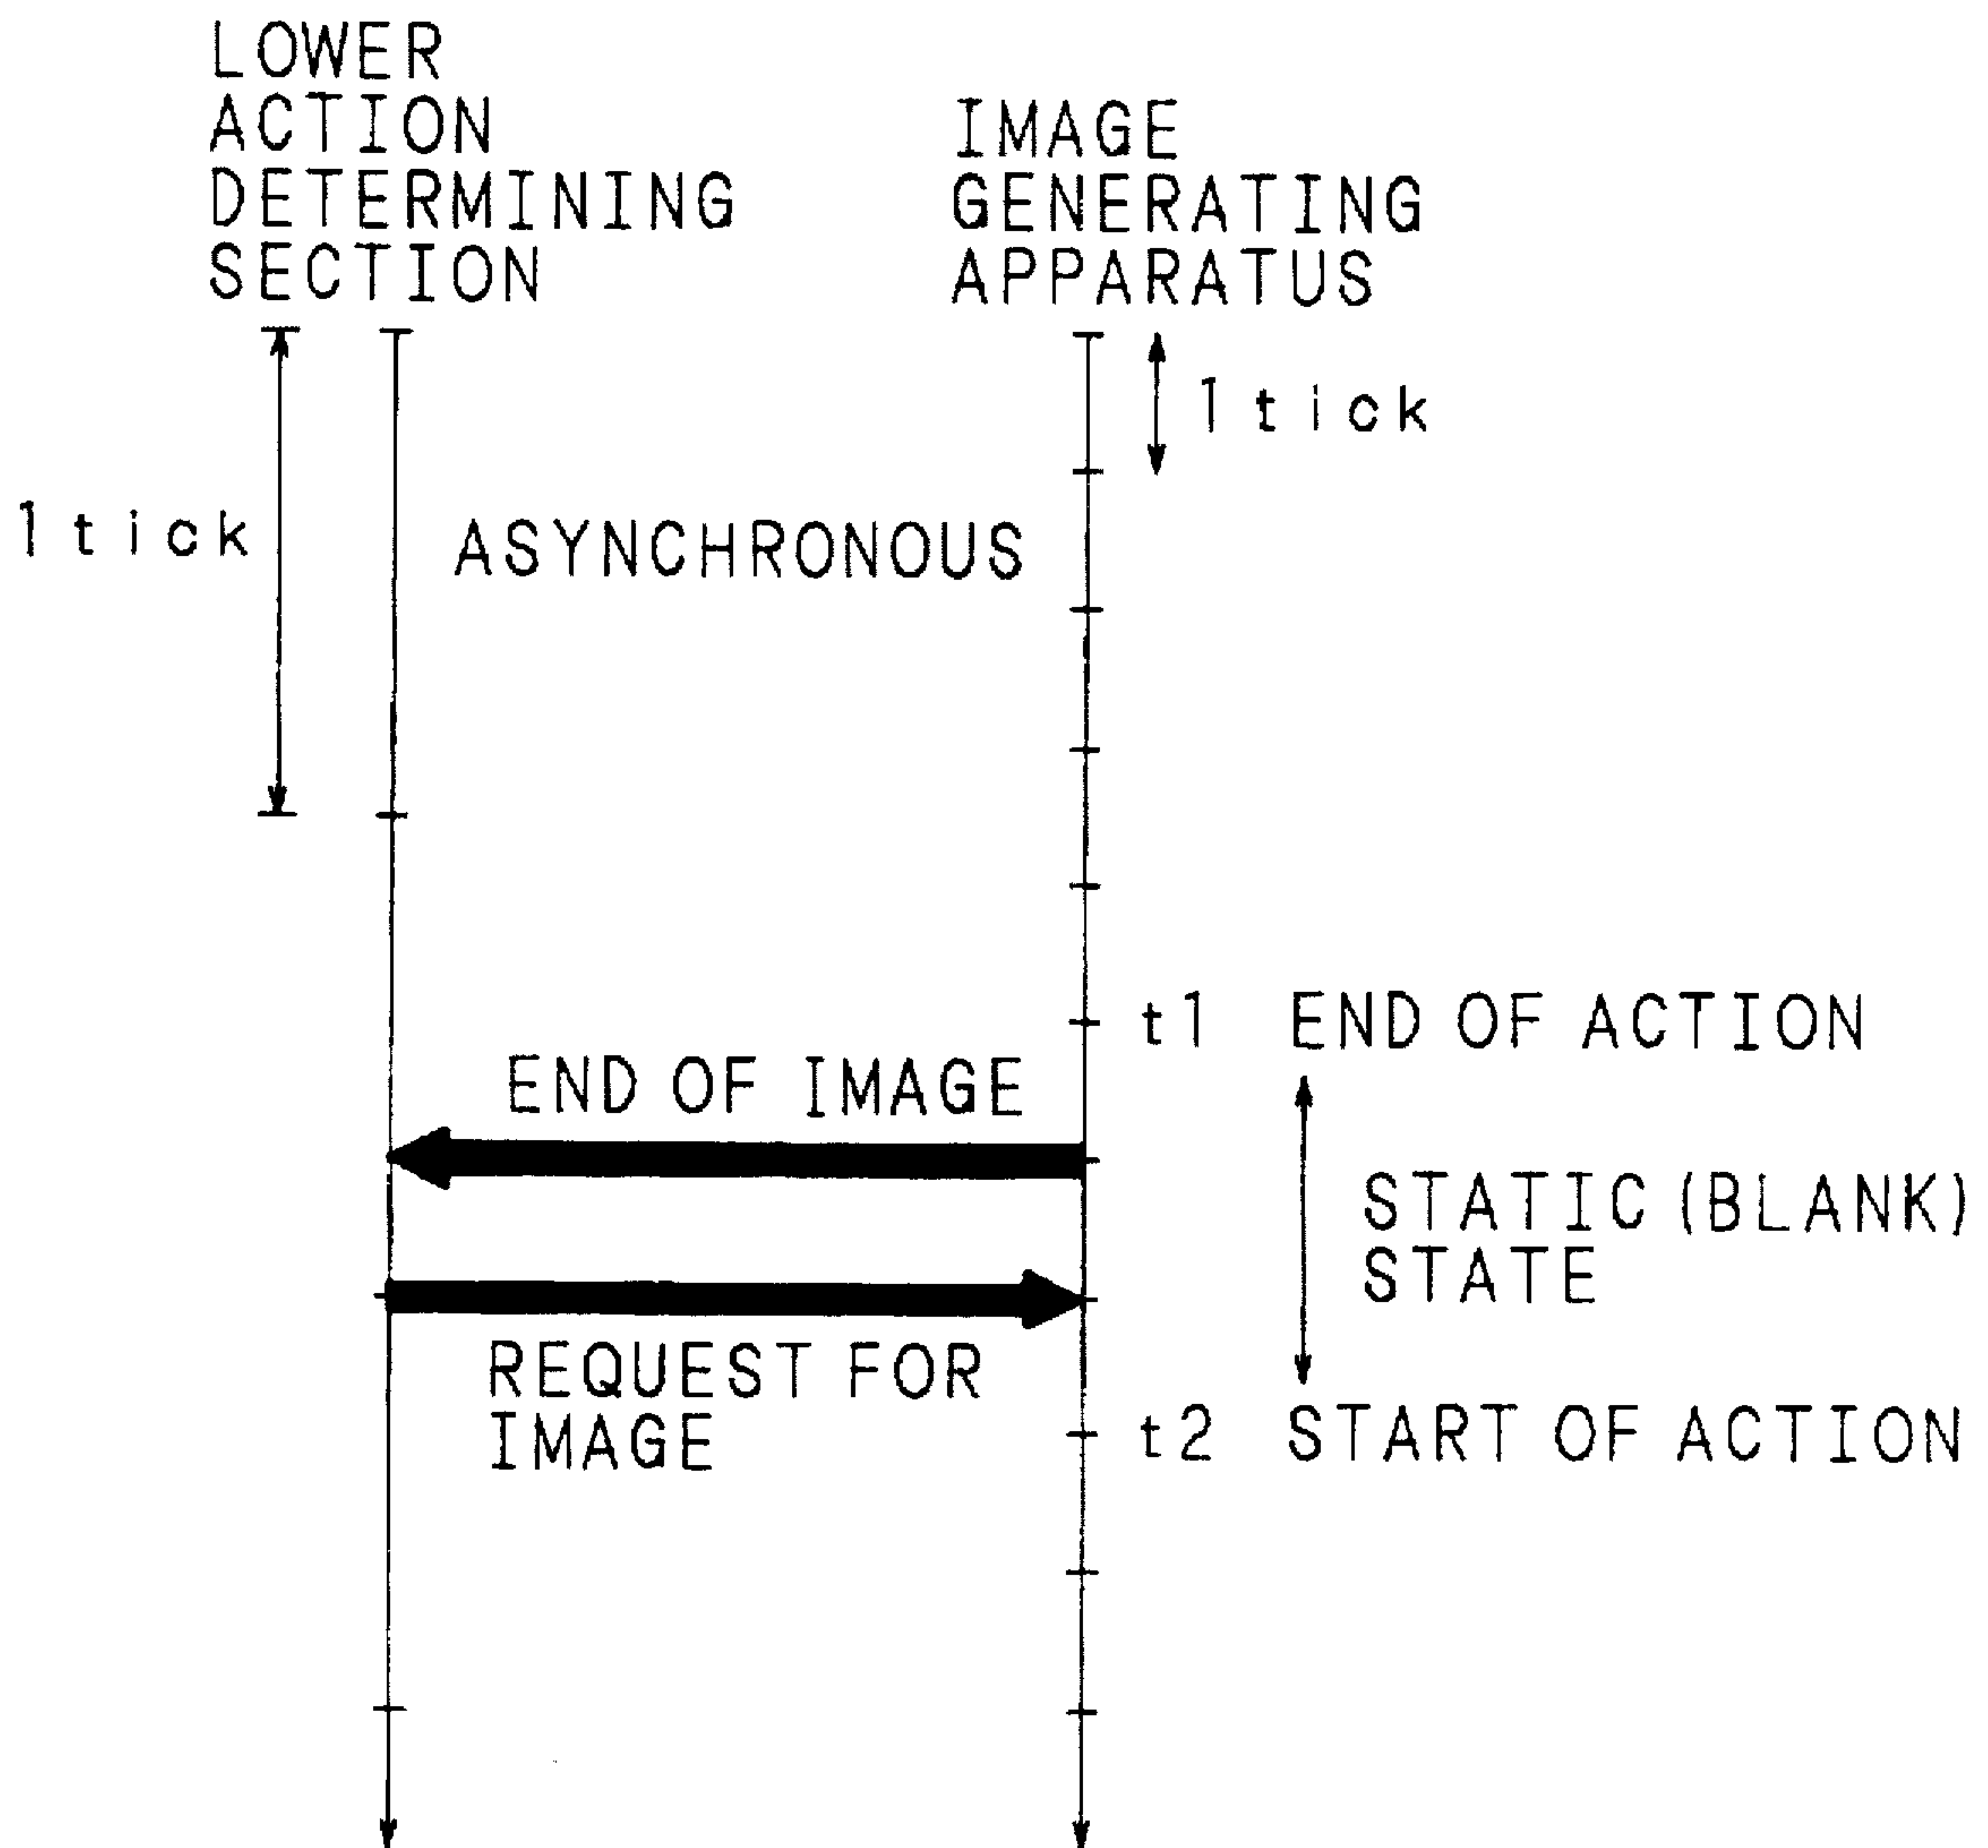 LOWER
ACTION
DETERMINING
SECTION
IMAGE
GENERATING
APPARATUS
1 tick
1 tick
ASYNCHRONOUS
t1 END OF ACTION
END OF IMAGE
STATIC (BLANK)
STATE
REQUEST FOR
IMAGE
t2 START OF ACTION